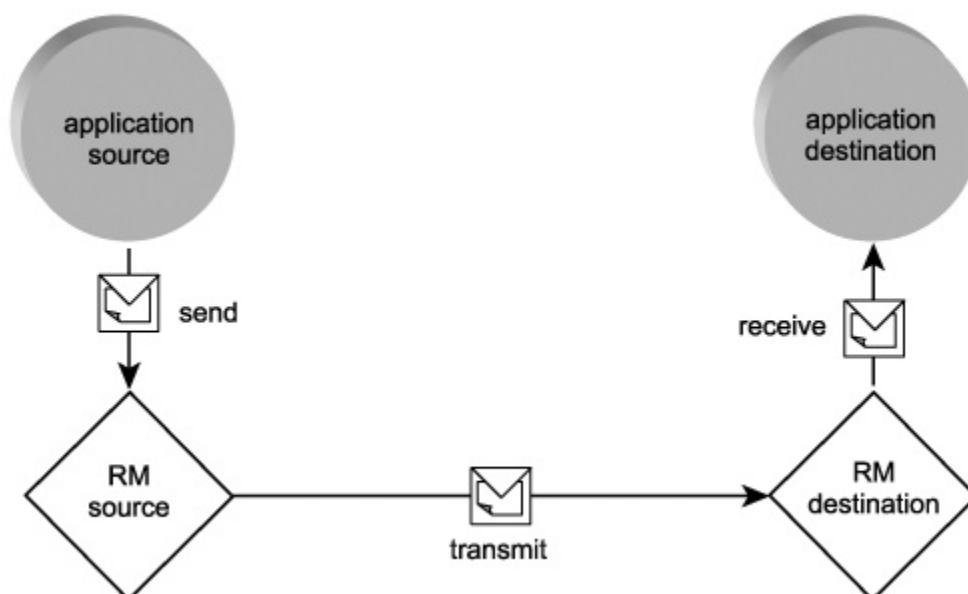 application
source
application
destination
send
receive
RM
source
RM
destination
transmit